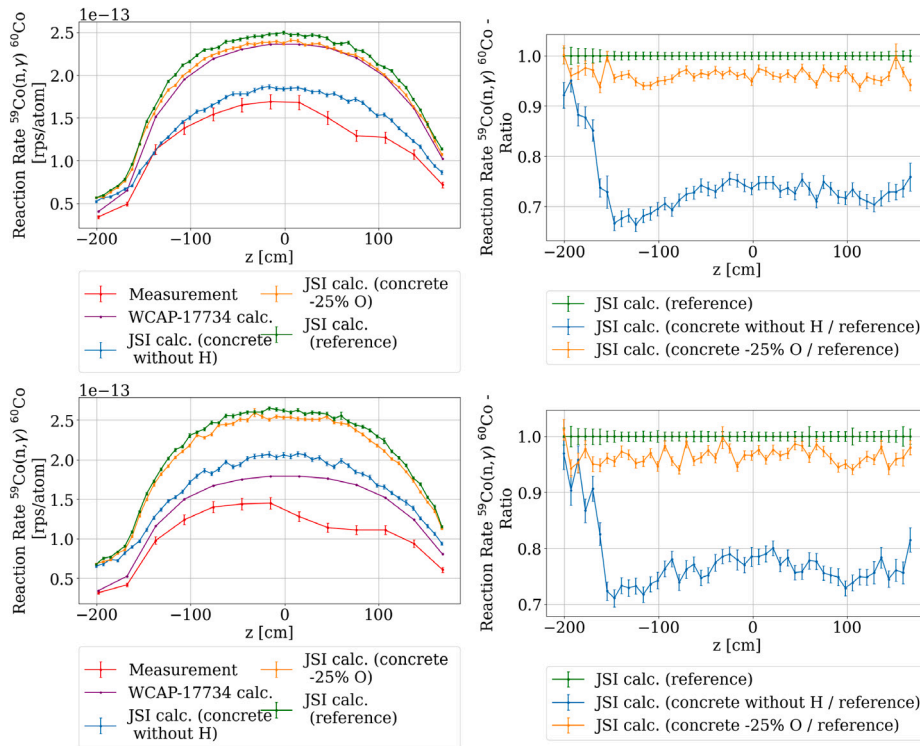 1e−13
Reaction Rate ⁵⁹Co(n,γ) ⁶⁰Co
[rps/atom]
2.5
2.0
1.5
1.0
0.5
−200
−100
0
100
z [cm]
Measurement
WCAP-17734 calc.
JSI calc. (concrete
without H)
JSI calc. (concrete
-25% O)
JSI calc.
(reference)
Reaction Rate ⁵⁹Co(n,γ) ⁶⁰Co -
Ratio
1.0
0.9
0.8
0.7
−200
−100
0
100
z [cm]
JSI calc. (reference)
JSI calc. (concrete without H / reference)
JSI calc. (concrete -25% O / reference)
1e−13
Reaction Rate ⁵⁹Co(n,γ) ⁶⁰Co
[rps/atom]
2.5
2.0
1.5
1.0
0.5
−200
−100
0
100
z [cm]
Measurement
WCAP-17734 calc.
JSI calc. (concrete
without H)
JSI calc. (concrete
-25% O)
JSI calc.
(reference)
Reaction Rate ⁵⁹Co(n,γ) ⁶⁰Co -
Ratio
1.0
0.9
0.8
0.7
−200
−100
0
100
z [cm]
JSI calc. (reference)
JSI calc. (concrete without H / reference)
JSI calc. (concrete -25% O / reference)